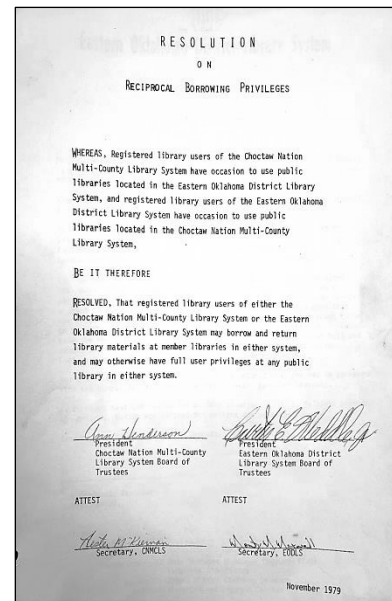 RESOLUTION
ON
RECIPROCAL BORROWING PRIVILEGES
WHEREAS, Registered library users of the Choctaw Nation
Multi-County Library System have occasion to use public
libraries located in the Eastern Oklahoma District Library
System, and registered library users of the Eastern Oklahoma
District Library System have occasion to use public
libraries located in the Choctaw Nation Multi-County
Library System,
BE IT THEREFORE
RESOLVED, That registered library users of either the
Choctaw Nation Multi-County Library System or the Eastern
Oklahoma District Library System may borrow and return
library materials at member libraries in either system,
and may otherwise have full user privileges at any public
library in either system.
Ann Henderson
President
Choctaw Nation Multi-County
Library System Board of
Trustees
President
Eastern Oklahoma District
Library System Board of
Trustees
ATTEST
ATTEST
Hester McKiernan
Secretary, CNMCLS
Secretary, EODLS
November 1979